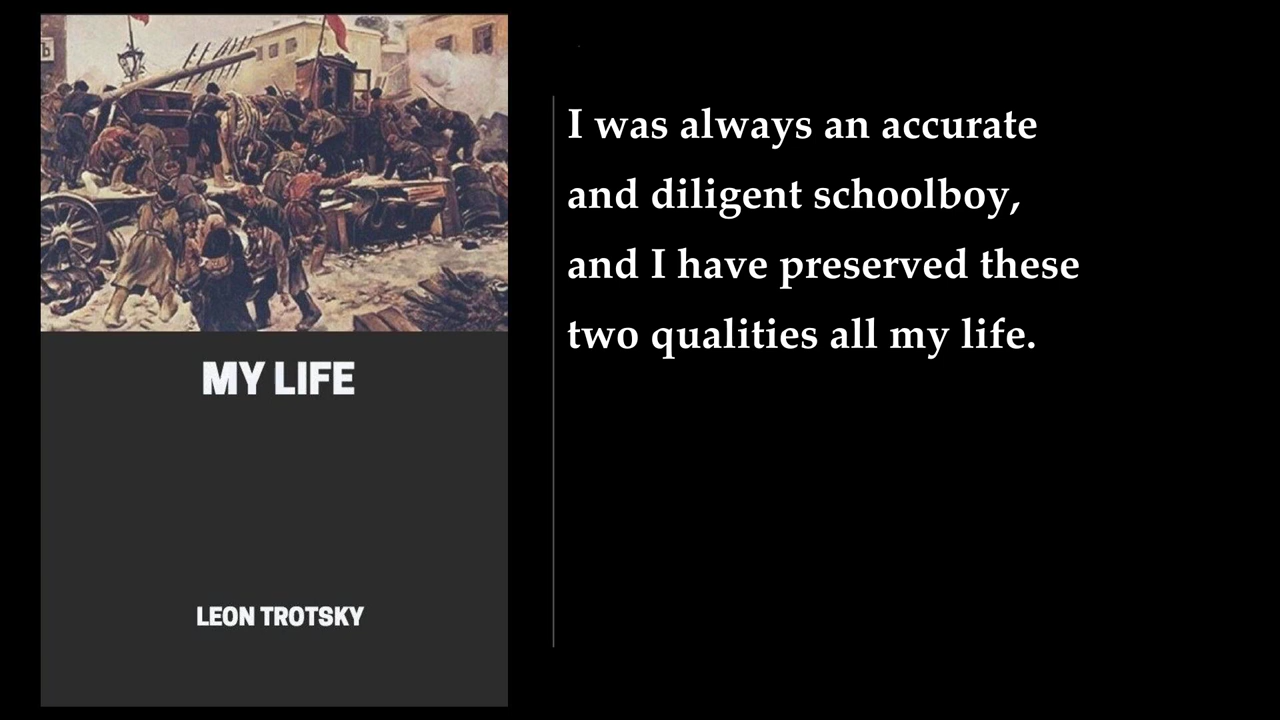 MY LIFE
LEON TROTSKY
I was always an accurate
and diligent schoolboy,
and I have preserved these
two qualities all my life.